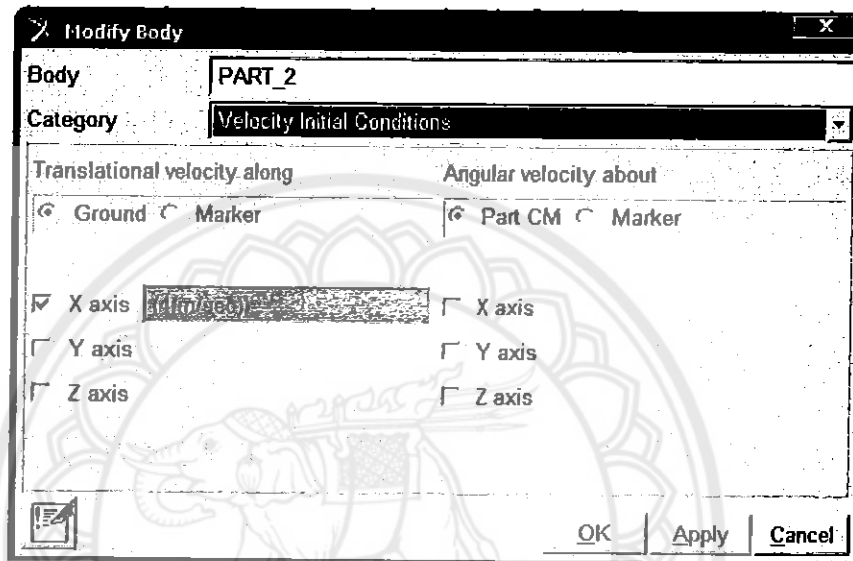 Modify Body X
Body PART_2
Category Velocity Initial Conditions
Translational velocity along Angular velocity about
Ground Marker Part CM Marker
X axis X axis
Y axis Y axis
Z axis Z axis
OK Apply Cancel